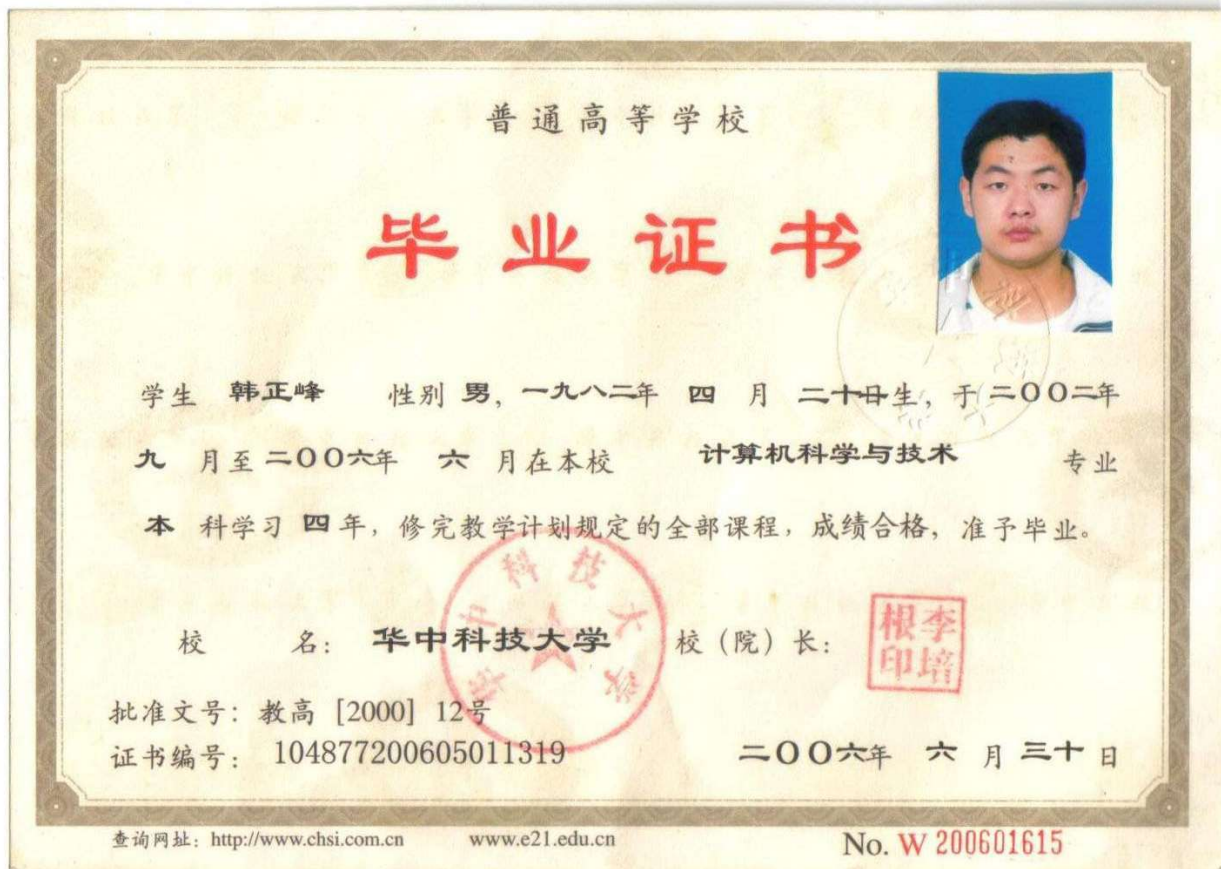 普通高等学校
毕业证书
学生 韩正峰 性别 男，一九八二年 四 月 二十日生，于二〇〇二年
九 月至二〇〇六年 六 月在本校 计算机科学与技术 专业
本 科学习 四 年，修完教学计划规定的全部课程，成绩合格，准予毕业。
华中科技大学
校 名：华中科技大学 校（院）长：
李培根印
批准文号：教高 [2000] 12号
证书编号：104877200605011319 二〇〇六年 六 月 三十 日
查询网址：http://www.chsi.com.cn www.e21.edu.cn No. W 200601615